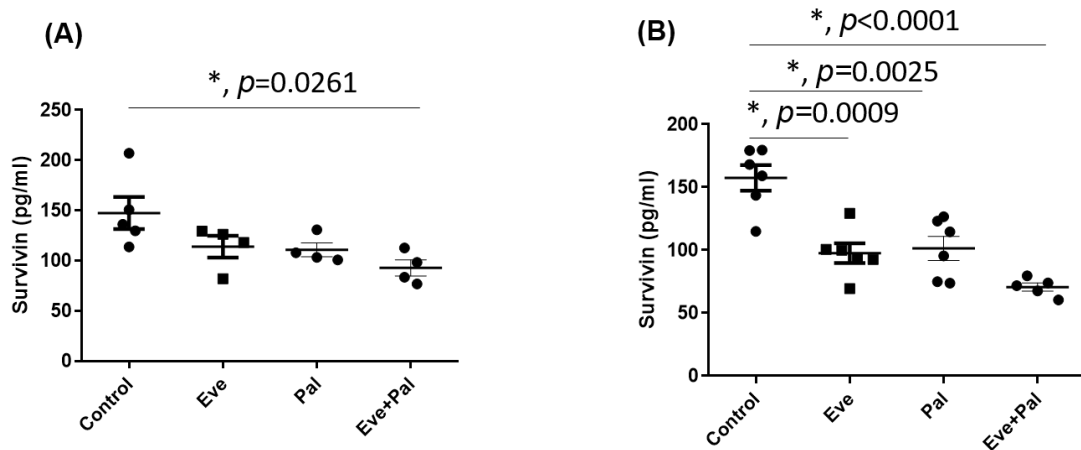 (A)
*, p=0.0261
250
200
150
100
50
0
Survivin (pg/ml)
Control
Eve
Pal
Eve+Pal
(B)
*, p<0.0001
*, p=0.0025
*, p=0.0009
200
150
100
50
0
Survivin (pg/ml)
Control
Eve
Pal
Eve+Pal